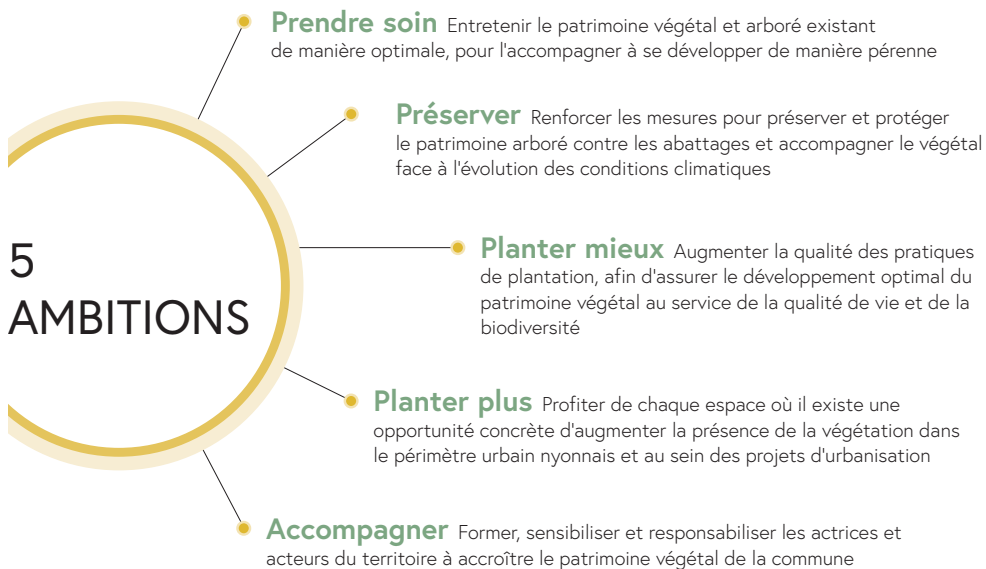 Prendre soin Entretenir le patrimoine végétal et arboré existant
de manière optimale, pour l'accompagner à se développer de manière pérenne
Préserver Renforcer les mesures pour préserver et protéger
le patrimoine arboré contre les abattages et accompagner le végétal
face à l'évolution des conditions climatiques
5
AMBITIONS
Planter mieux Augmenter la qualité des pratiques
de plantation, afin d'assurer le développement optimal du
patrimoine végétal au service de la qualité de vie et de la
biodiversité
Planter plus Profiter de chaque espace où il existe une
opportunité concrète d'augmenter la présence de la végétation dans
le périmètre urbain nyonnais et au sein des projets d'urbanisation
Accompagner Former, sensibiliser et responsabiliser les actrices et
acteurs du territoire à accroître le patrimoine végétal de la commune